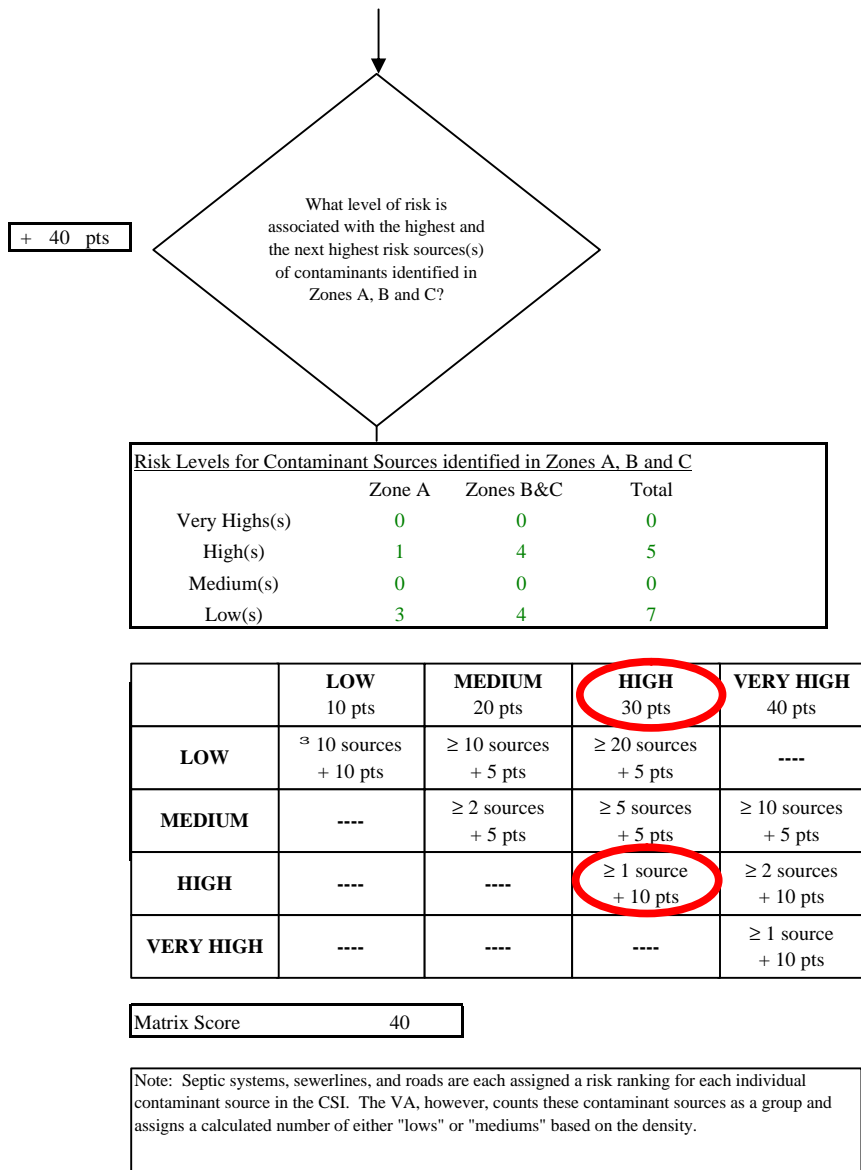 What level of risk is
associated with the highest and
the next highest risk sources(s)
of contaminants identified in
Zones A, B and C?
+ 40 pts
Risk Levels for Contaminant Sources identified in Zones A, B and C
Zone A Zones B&C Total
Very Highs(s) 0 0 0
High(s) 1 4 5
Medium(s) 0 0 0
Low(s) 3 4 7
LOW MEDIUM HIGH VERY HIGH
10 pts 20 pts 30 pts 40 pts
LOW ³ 10 sources + 10 pts ≥ 10 sources + 5 pts ≥ 20 sources + 5 pts ----
MEDIUM ---- ≥ 2 sources + 5 pts ≥ 5 sources + 5 pts ≥ 10 sources + 5 pts
HIGH ---- ---- ≥ 1 source + 10 pts ≥ 2 sources + 10 pts
VERY HIGH ---- ---- ---- ≥ 1 source + 10 pts
Matrix Score 40
Note: Septic systems, sewerlines, and roads are each assigned a risk ranking for each individual
contaminant source in the CSI. The VA, however, counts these contaminant sources as a group and
assigns a calculated number of either "lows" or "mediums" based on the density.